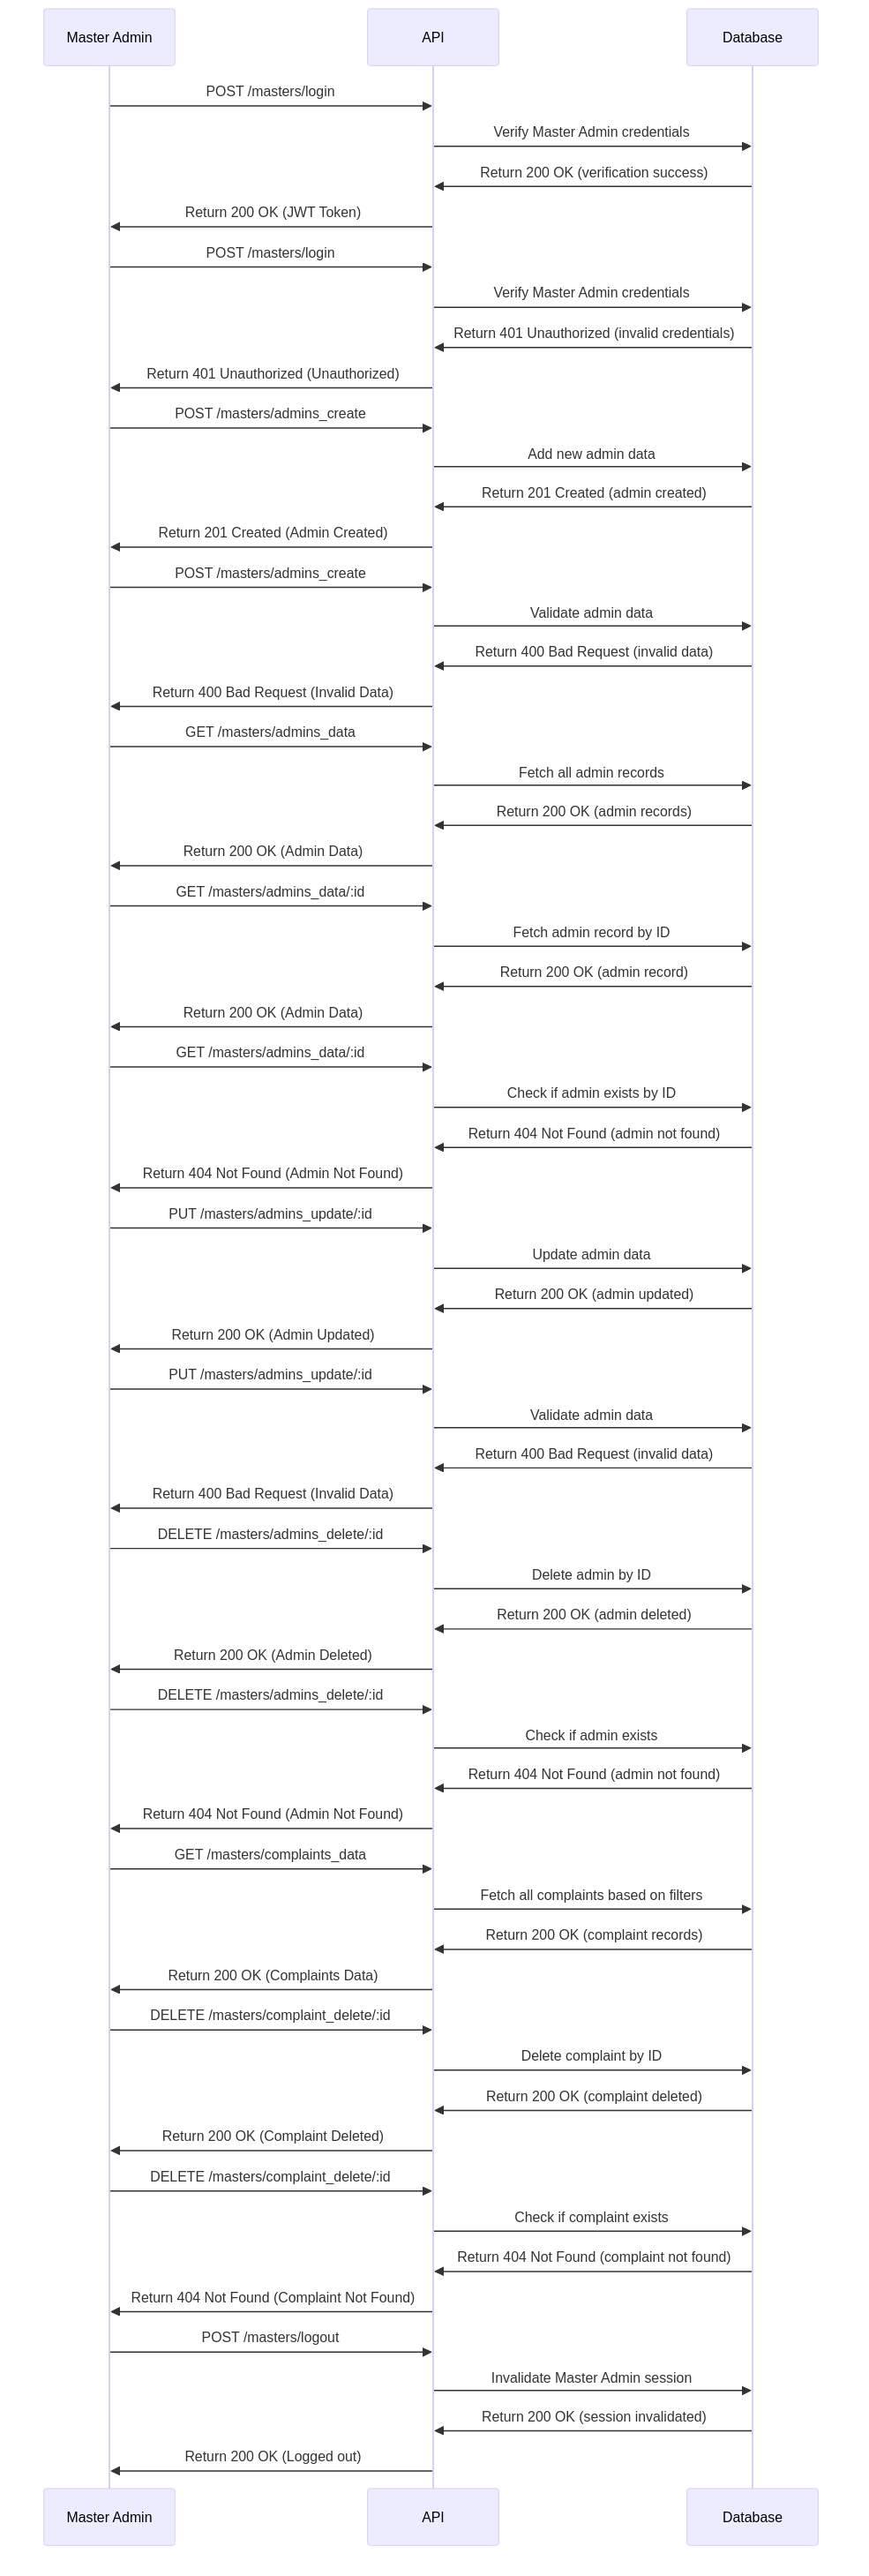 Master Admin
API
Database
POST /masters/login
Verify Master Admin credentials
Return 200 OK (verification success)
Return 200 OK (JWT Token)
POST /masters/login
Verify Master Admin credentials
Return 401 Unauthorized (invalid credentials)
Return 401 Unauthorized (Unauthorized)
POST /masters/admins_create
Add new admin data
Return 201 Created (admin created)
Return 201 Created (Admin Created)
POST /masters/admins_create
Validate admin data
Return 400 Bad Request (invalid data)
Return 400 Bad Request (Invalid Data)
GET /masters/admins_data
Fetch all admin records
Return 200 OK (admin records)
Return 200 OK (Admin Data)
GET /masters/admins_data/:id
Fetch admin record by ID
Return 200 OK (admin record)
Return 200 OK (Admin Data)
GET /masters/admins_data/:id
Check if admin exists by ID
Return 404 Not Found (admin not found)
Return 404 Not Found (Admin Not Found)
PUT /masters/admins_update/:id
Update admin data
Return 200 OK (admin updated)
Return 200 OK (Admin Updated)
PUT /masters/admins_update/:id
Validate admin data
Return 400 Bad Request (invalid data)
Return 400 Bad Request (Invalid Data)
DELETE /masters/admins_delete/:id
Delete admin by ID
Return 200 OK (admin deleted)
Return 200 OK (Admin Deleted)
DELETE /masters/admins_delete/:id
Check if admin exists
Return 404 Not Found (admin not found)
Return 404 Not Found (Admin Not Found)
GET /masters/complaints_data
Fetch all complaints based on filters
Return 200 OK (complaint records)
Return 200 OK (Complaints Data)
DELETE /masters/complaint_delete/:id
Delete complaint by ID
Return 200 OK (complaint deleted)
Return 200 OK (Complaint Deleted)
DELETE /masters/complaint_delete/:id
Check if complaint exists
Return 404 Not Found (complaint not found)
Return 404 Not Found (Complaint Not Found)
POST /masters/logout
Invalidate Master Admin session
Return 200 OK (session invalidated)
Return 200 OK (Logged out)
Master Admin
API
Database